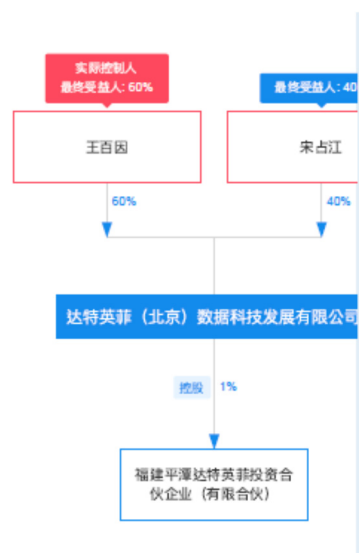 实际控制人
最终受益人: 60%
最终受益人: 40
王百因
宋占江
60%
40%
达特英菲（北京）数据科技发展有限公司
控股
1%
福建平潭达特英菲投资合
伙企业（有限合伙）